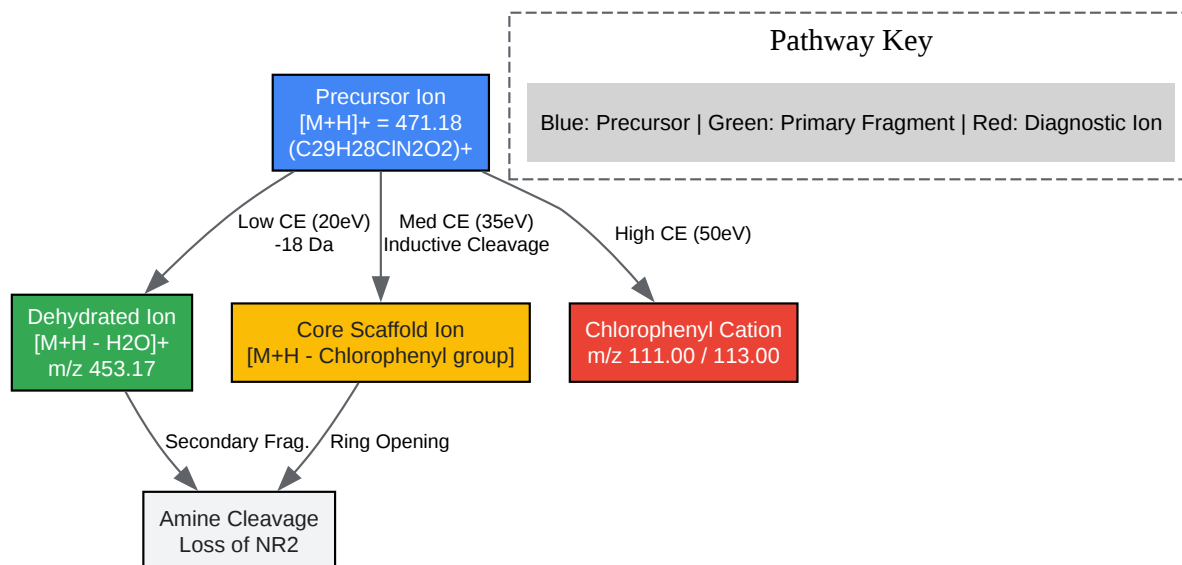 Pathway Key
Blue: Precursor | Green: Primary Fragment | Red: Diagnostic Ion
Precursor Ion
[M+H]+ = 471.18
(C29H28ClN2O2)+
Low CE (20eV)
-18 Da
Med CE (35eV)
Inductive Cleavage
High CE (50eV)
Dehydrated Ion
[M+H - H2O]+
m/z 453.17
Core Scaffold Ion
[M+H - Chlorophenyl group]
Chlorophenyl Cation
m/z 111.00 / 113.00
Secondary Frag.
Ring Opening
Amine Cleavage
Loss of NR2